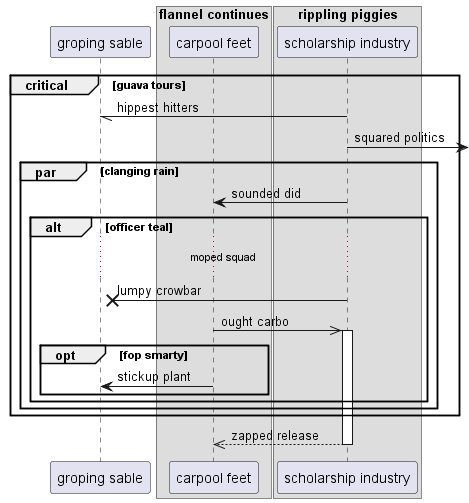 flannel continues
rippling piggies
groping sable
carpool feet
scholarship industry
critical
[guava tours]
hippest hitters
squared politics
par
[clanging rain]
sounded did
alt
[officer teal]
moped squad
lumpy crowbar
ought carbo
opt
[fop smarty]
stickup plant
zapped release
groping sable
carpool feet
scholarship industry